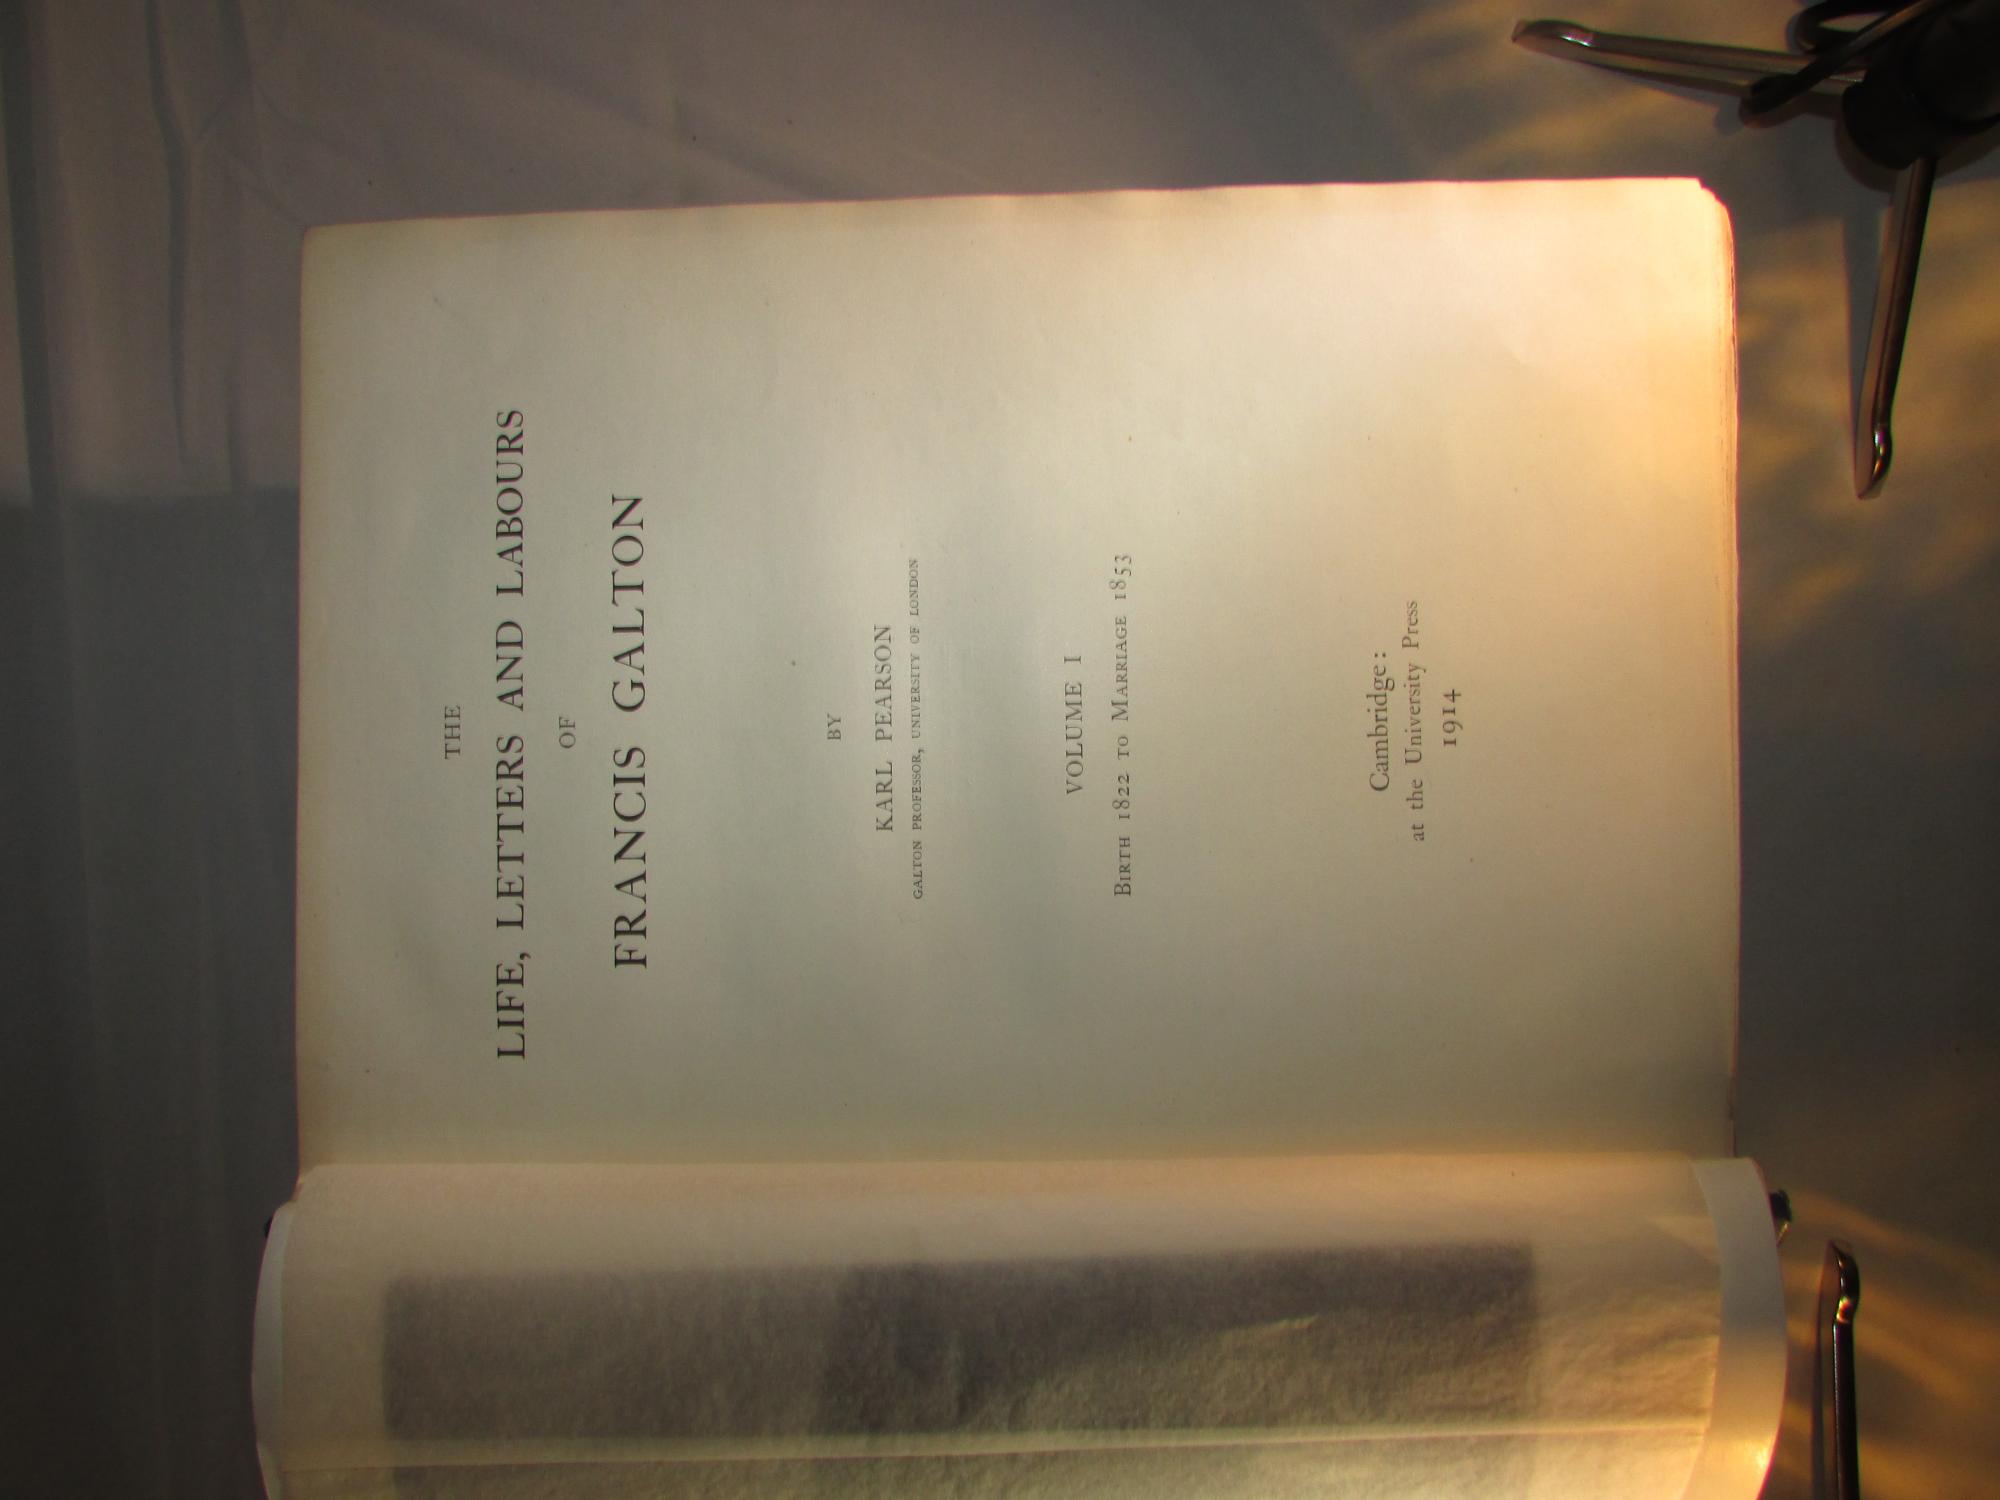 THE
LIFE, LETTERS AND LABOURS
OF
FRANCIS GALTON
BY
KARL PEARSON
GALTON PROFESSOR, UNIVERSITY OF LONDON
VOLUME I
BIRTH 1822 TO MARRIAGE 1853
Cambridge:
at the University Press
1914